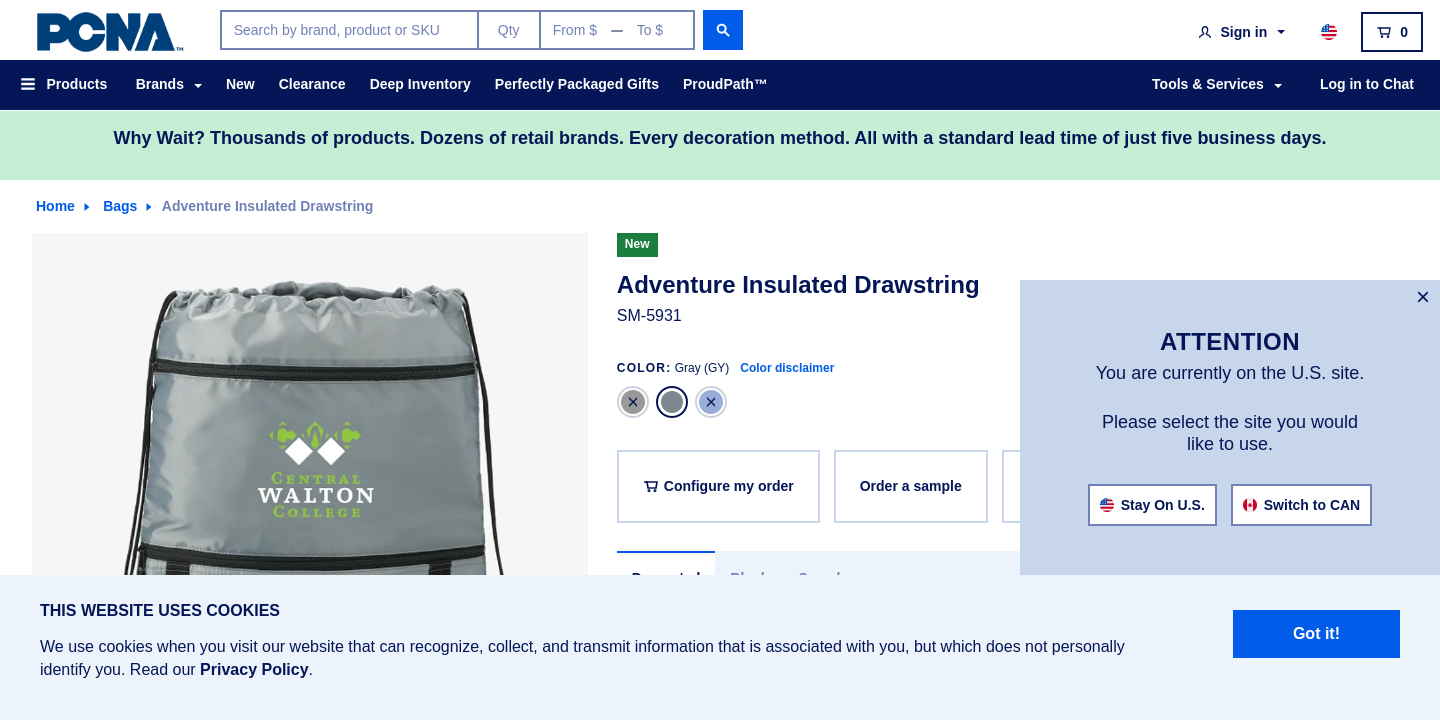 PCNA™
Search by brand, product or SKU
Qty
From $ — To $
Sign in
0
Products
Brands
New
Clearance
Deep Inventory
Perfectly Packaged Gifts
ProudPath™
Tools & Services
Log in to Chat
Why Wait? Thousands of products. Dozens of retail brands. Every decoration method. All with a standard lead time of just five business days.
Home
Bags
Adventure Insulated Drawstring
CENTRAL
WALTON
COLLEGE
New
Adventure Insulated Drawstring
SM-5931
COLOR: Gray (GY) Color disclaimer
Configure my order
Order a sample
ATTENTION
You are currently on the U.S. site.
Please select the site you would
like to use.
Stay On U.S.
Switch to CAN
THIS WEBSITE USES COOKIES
We use cookies when you visit our website that can recognize, collect, and transmit information that is associated with you, but which does not personally
identify you. Read our Privacy Policy.
Got it!